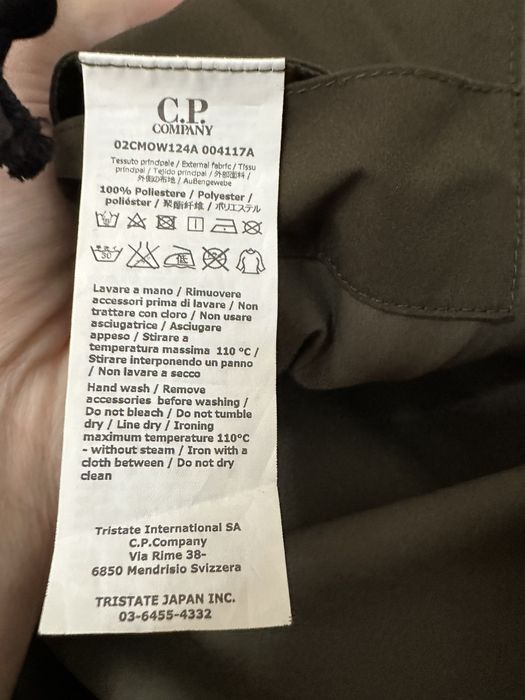 C.P.
COMPANY
02CMOW124A 004117A
Tessuto principale / External fabric / Tissu
principal / Tejido principal / 外部面料 /
外側の布地 / Außengewebe
100% Poliestere / Polyester /
poliéster / 聚酯纤维 / ポリエステル
Lavare a mano / Rimuovere
accessori prima di lavare / Non
trattare con cloro / Non usare
asciugatrice / Asciugare
appeso / Stirare a
temperatura massima 110 °C /
Stirare interponendo un panno
/ Non lavare a secco
Hand wash / Remove
accessories before washing /
Do not bleach / Do not tumble
dry / Line dry / Ironing
maximum temperature 110°C
- without steam / Iron with a
cloth between / Do not dry
clean
Tristate International SA
C.P.Company
Via Rime 38-
6850 Mendrisio Svizzera
TRISTATE JAPAN INC.
03-6455-4332